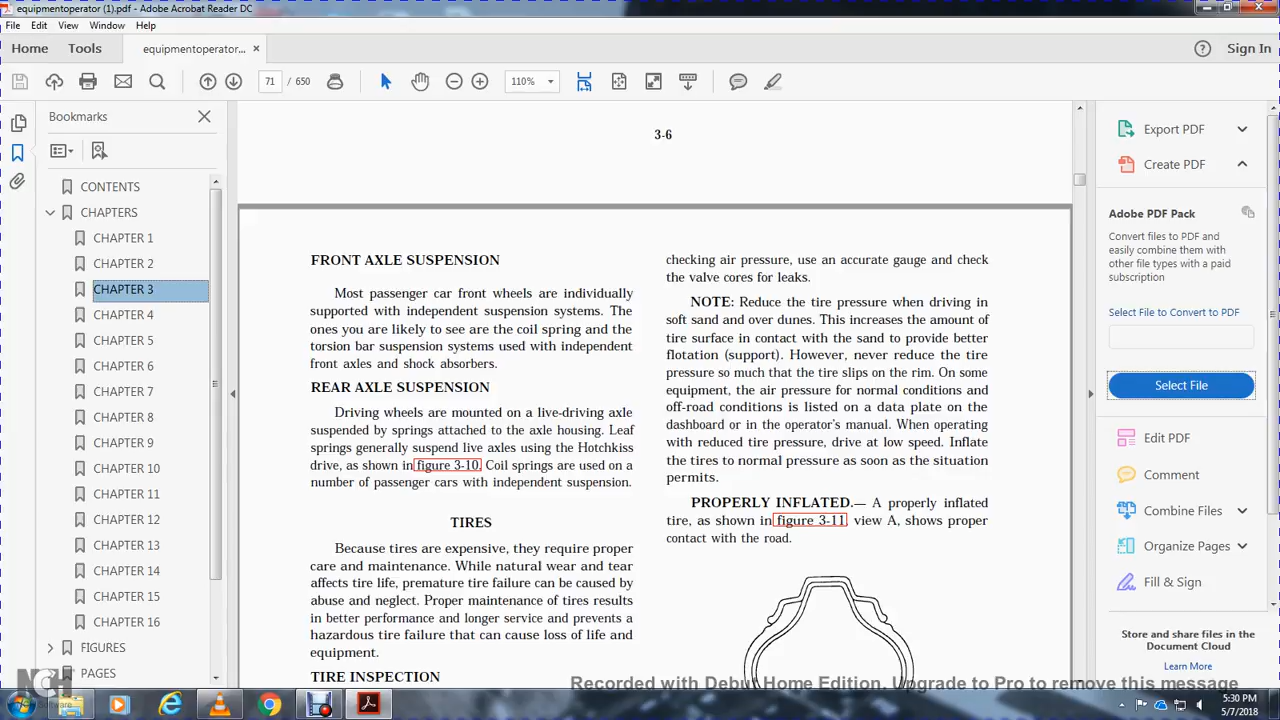 equipmentoperator (1).pdf - Adobe Acrobat Reader DC
File Edit View Window Help
Home Tools equipmentoperator... × Sign In
71 / 650 110%
Bookmarks
CONTENTS
CHAPTERS
CHAPTER 1
CHAPTER 2
CHAPTER 3
CHAPTER 4
CHAPTER 5
CHAPTER 6
CHAPTER 7
CHAPTER 8
CHAPTER 9
CHAPTER 10
CHAPTER 11
CHAPTER 12
CHAPTER 13
CHAPTER 14
CHAPTER 15
CHAPTER 16
FIGURES
PAGES
3-6
FRONT AXLE SUSPENSION
Most passenger car front wheels are individually
supported with independent suspension systems. The
ones you are likely to see are the coil spring and the
torsion bar suspension systems used with independent
front axles and shock absorbers.
REAR AXLE SUSPENSION
Driving wheels are mounted on a live-driving axle
suspended by springs attached to the axle housing. Leaf
springs generally suspend live axles using the Hotchkiss
drive, as shown in figure 3-10. Coil springs are used on a
number of passenger cars with independent suspension.
TIRES
Because tires are expensive, they require proper
care and maintenance. While natural wear and tear
affects tire life, premature tire failure can be caused by
abuse and neglect. Proper maintenance of tires results
in better performance and longer service and prevents a
hazardous tire failure that can cause loss of life and
equipment.
TIRE INSPECTION
checking air pressure, use an accurate gauge and check
the valve cores for leaks.
NOTE: Reduce the tire pressure when driving in
soft sand and over dunes. This increases the amount of
tire surface in contact with the sand to provide better
flotation (support). However, never reduce the tire
pressure so much that the tire slips on the rim. On some
equipment, the air pressure for normal conditions and
off-road conditions is listed on a data plate on the
dashboard or in the operator's manual. When operating
with reduced tire pressure, drive at low speed. Inflate
the tires to normal pressure as soon as the situation
permits.
PROPERLY INFLATED.— A properly inflated
tire, as shown in figure 3-11, view A, shows proper
contact with the road.
Export PDF
Create PDF
Adobe PDF Pack
Convert files to PDF and
easily combine them with
other file types with a paid
subscription
Select File to Convert to PDF
Select File
Edit PDF
Comment
Combine Files
Organize Pages
Fill & Sign
Store and share files in the
Document Cloud
Learn More
NCH Software
Recorded with Debut Home Edition. Upgrade to Pro to remove this message
5:30 PM
5/7/2018